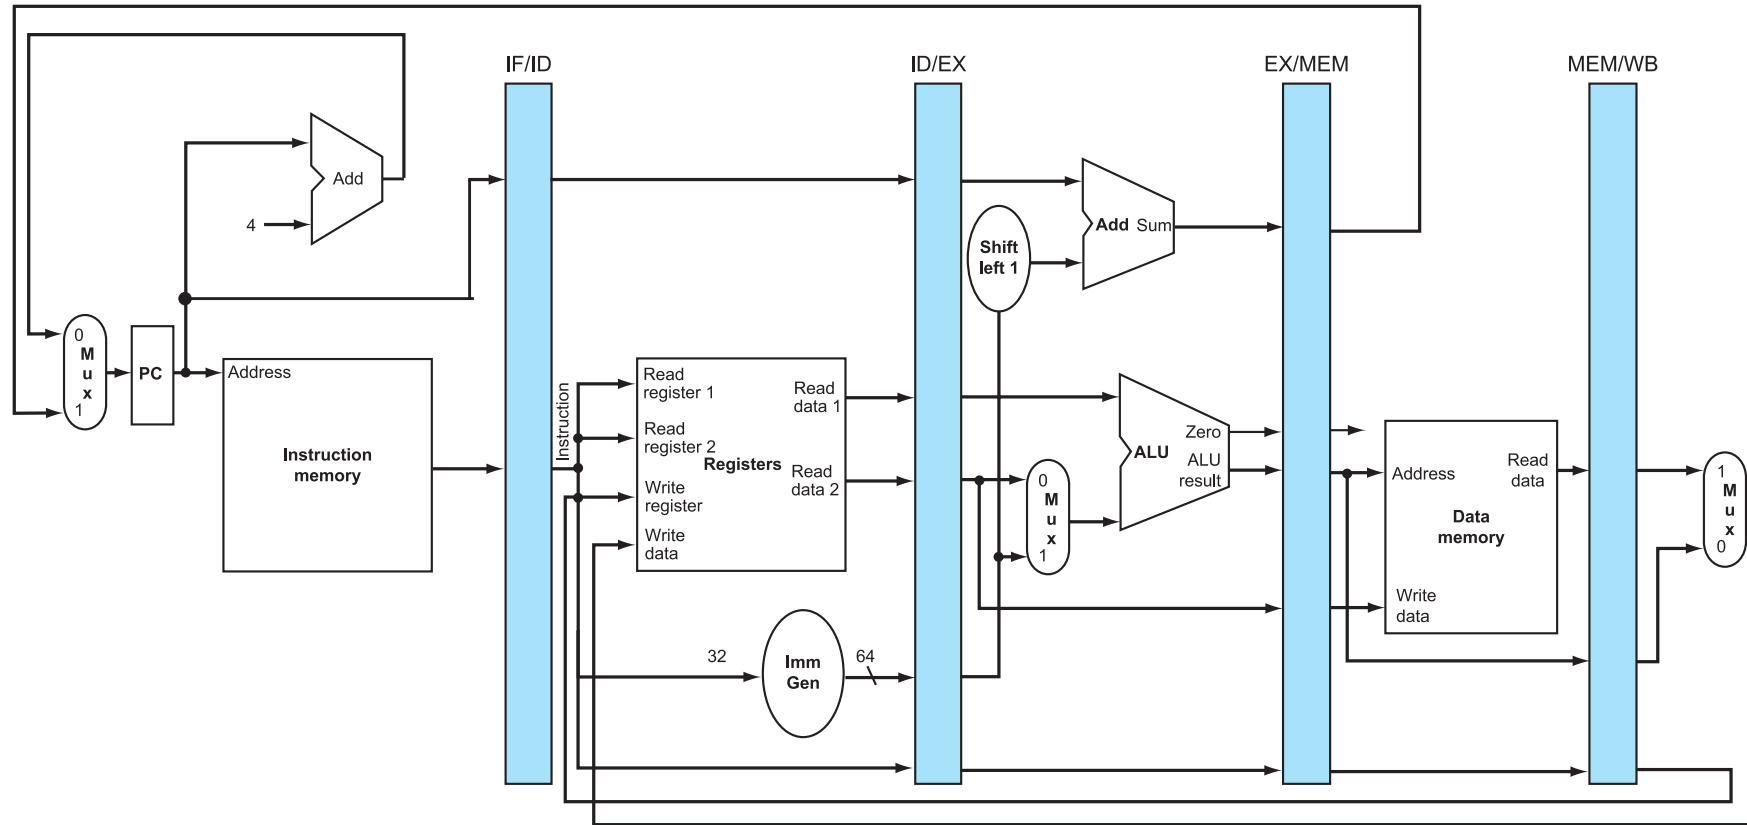 IF/ID
ID/EX
EX/MEM
MEM/WB
Add
4
Add Sum
Shift
left 1
0
M
u
x
1
PC
Address
Instruction
memory
Instruction
Read
register 1
Read
register 2
Registers
Write
register
Write
data
Read
data 1
Read
data 2
0
M
u
x
1
Zero
ALU
ALU
result
Address
Read
data
Data
memory
Write
data
1
M
u
x
0
32
Imm
Gen
64